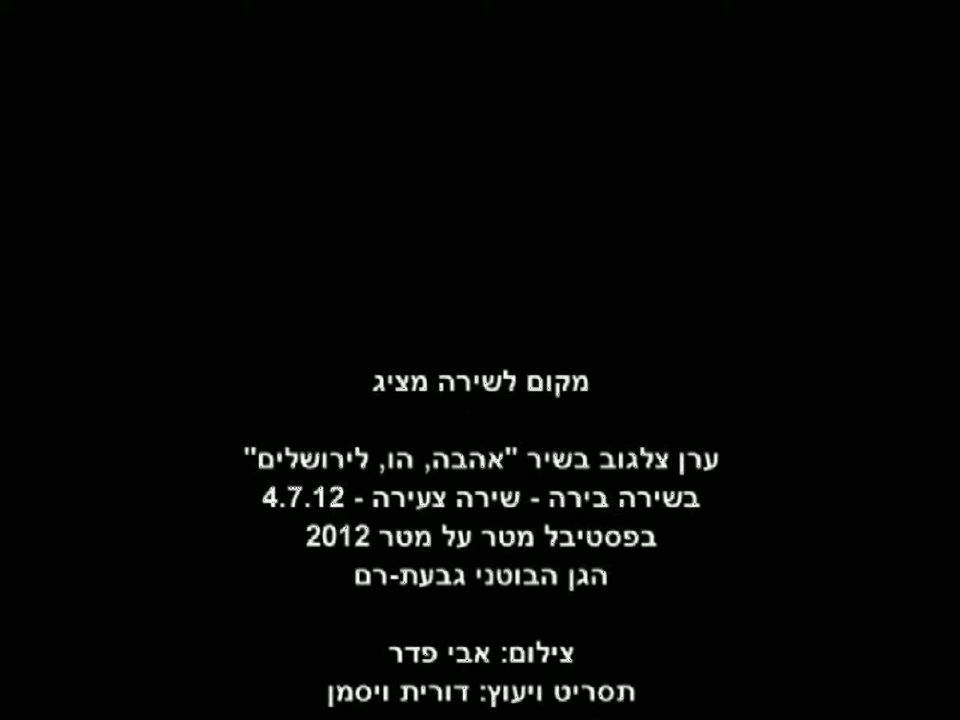 מקום לשירה מציג
ערן צלגוב בשיר "אהבה, הו, לירושלים"
בשירה בירה - שירה צעירה - 4.7.12
בפסטיבל מטר על מטר 2012
הגן הבוטני גבעת-רם
צילום: אבי פדר
תסריט ויעוץ: דורית ויסמן